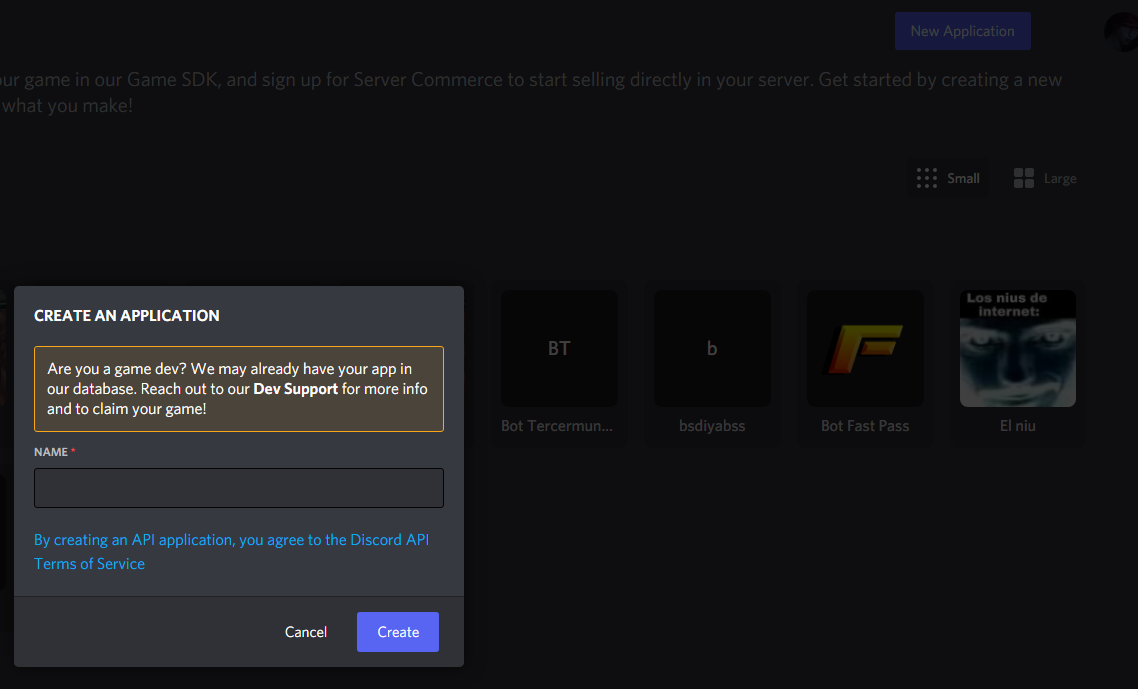 New Application
ur game in our Game SDK, and sign up for Server Commerce to start selling directly in your server. Get started by creating a new
what you make!
Small
Large
CREATE AN APPLICATION
Are you a game dev? We may already have your app in
our database. Reach out to our Dev Support for more info
and to claim your game!
NAME *
By creating an API application, you agree to the Discord API
Terms of Service
Cancel
Create
BT
Bot Tercermun...
b
bsdiyabss
F
Bot Fast Pass
Los nius de
internet:
El niu